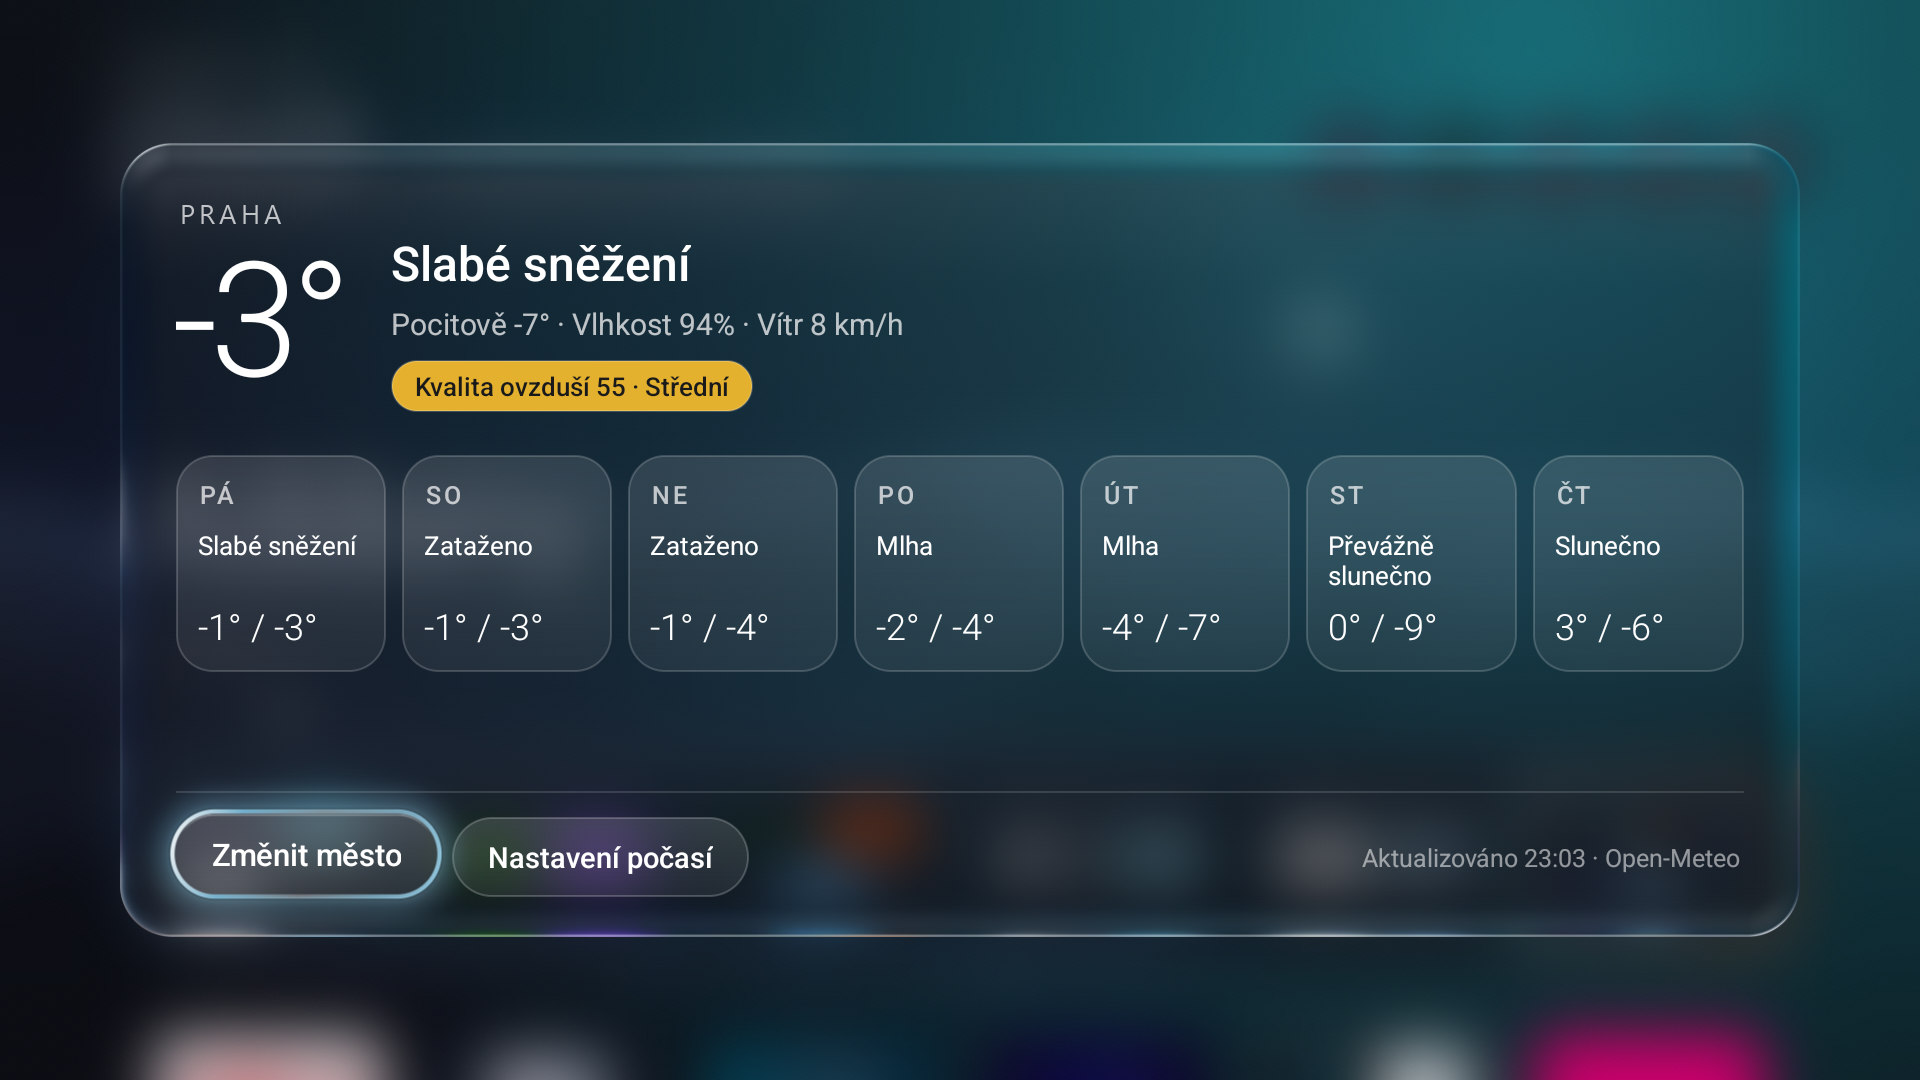 PRAHA
-3°
Slabé sněžení
Pocitově -7° · Vlhkost 94% · Vítr 8 km/h
Kvalita ovzduší 55 · Střední
PÁ
Slabé sněžení
-1° / -3°
SO
Zataženo
-1° / -3°
NE
Zataženo
-1° / -4°
PO
Mlha
-2° / -4°
ÚT
Mlha
-4° / -7°
ST
Převážně
slunečno
0° / -9°
ČT
Slunečno
3° / -6°
Změnit město
Nastavení počasí
Aktualizováno 23:03 · Open-Meteo